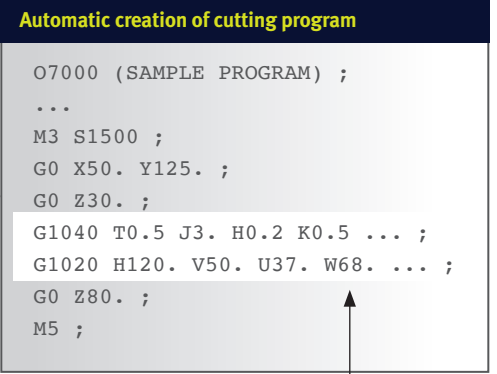 Automatic creation of cutting program
O7000 (SAMPLE PROGRAM) ;
...
M3 S1500 ;
G0 X50. Y125. ;
G0 Z30. ;
G1040 T0.5 J3. H0.2 K0.5 ... ;
G1020 H120. V50. U37. W68. ... ;
G0 Z80. ;
M5 ;